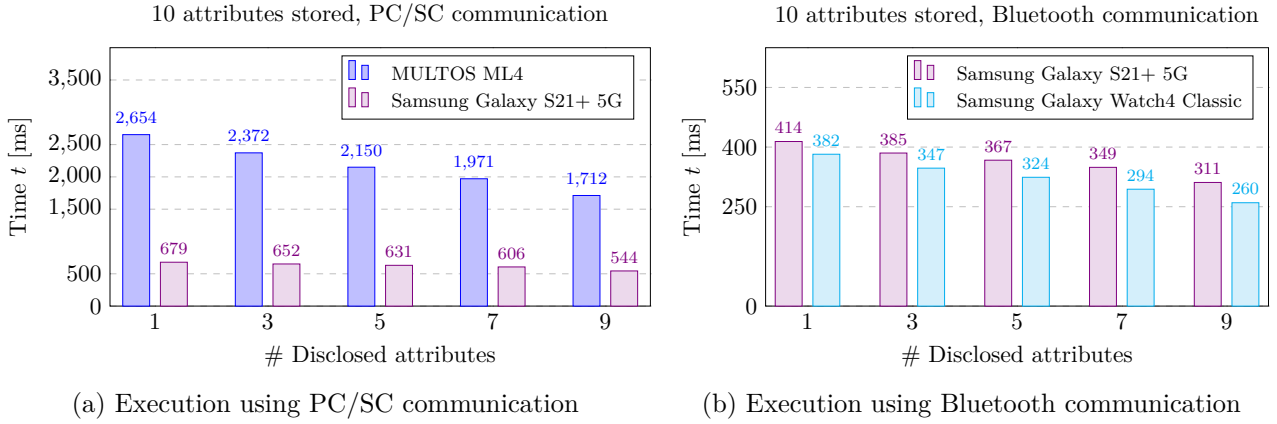 10 attributes stored, PC/SC communication
3,500
2,500
2,000
1,500
500
0
Time t [ms]
MULTOS ML4
Samsung Galaxy S21+ 5G
2,654
2,372
2,150
1,971
1,712
679
652
631
606
544
1 3 5 7 9
# Disclosed attributes
(a) Execution using PC/SC communication
10 attributes stored, Bluetooth communication
550
400
250
0
Time t [ms]
Samsung Galaxy S21+ 5G
Samsung Galaxy Watch4 Classic
414
385
367
349
311
382
347
324
294
260
1 3 5 7 9
# Disclosed attributes
(b) Execution using Bluetooth communication